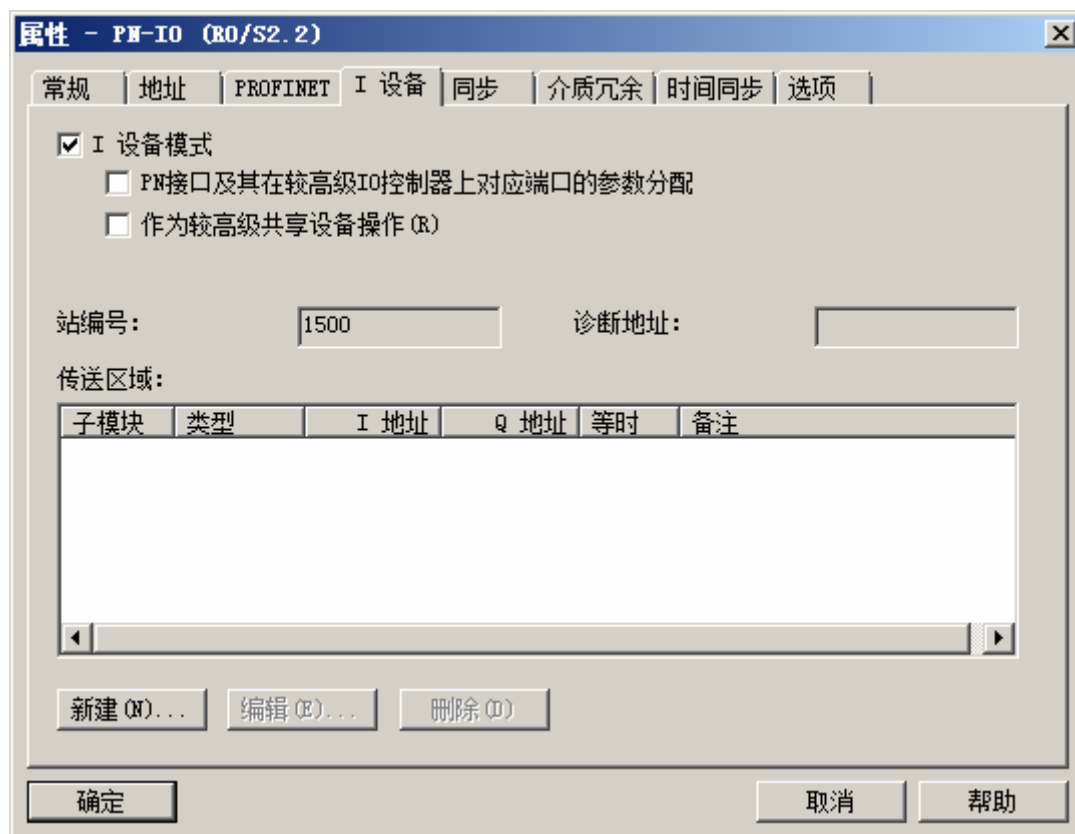 属性 - PN-IO (R0/S2.2)
常规 地址 PROFINET I 设备 同步 介质冗余 时间同步 选项
I 设备模式
PN接口及其在较高级IO控制器上对应端口的参数分配
作为较高级共享设备操作(R)
站编号: 1500 诊断地址:
传送区域:
子模块 类型 I 地址 Q 地址 等时 备注
新建(N)... 编辑(E)... 删除(D)
确定 取消 帮助